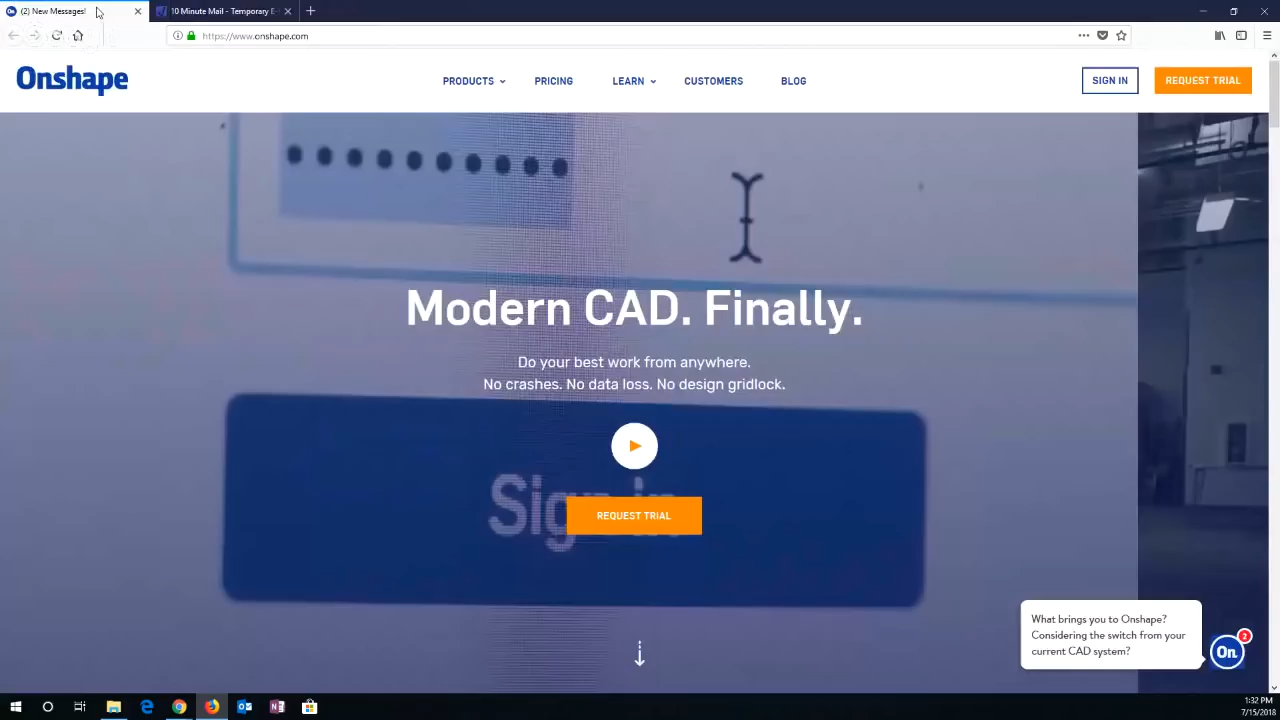 (2) New Messages!
10 Minute Mail - Temporary E
https://www.onshape.com
Onshape
PRODUCTS
PRICING
LEARN
CUSTOMERS
BLOG
SIGN IN
REQUEST TRIAL
Modern CAD. Finally.
Do your best work from anywhere.
No crashes. No data loss. No design gridlock.
Sign in
REQUEST TRIAL
What brings you to Onshape?
Considering the switch from your
current CAD system?
On
2
1:32 PM
7/15/2018